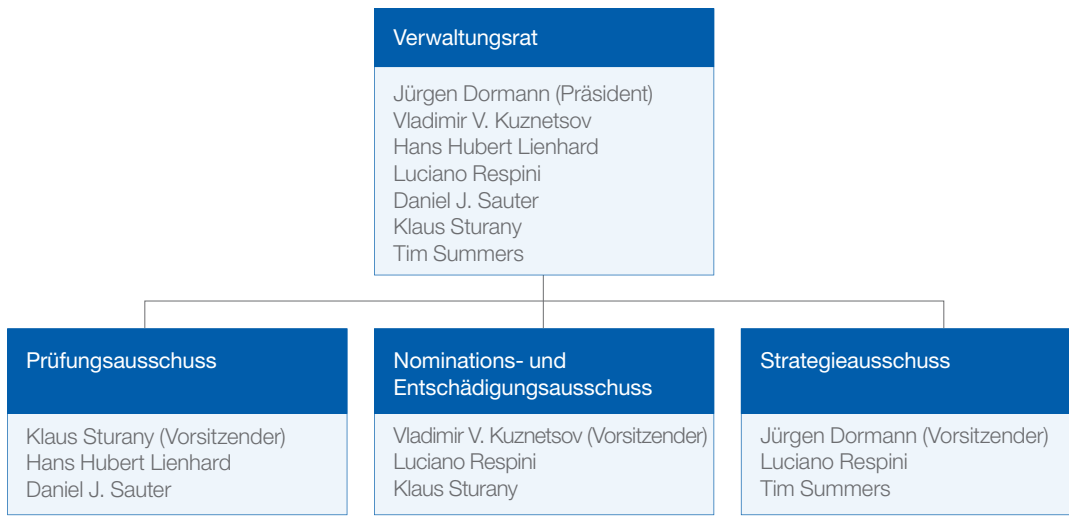 Verwaltungsrat
Jürgen Dormann (Präsident)
Vladimir V. Kuznetsov
Hans Hubert Lienhard
Luciano Respini
Daniel J. Sauter
Klaus Sturany
Tim Summers
Prüfungsausschuss
Klaus Sturany (Vorsitzender)
Hans Hubert Lienhard
Daniel J. Sauter
Nominations- und
Entschädigungsausschuss
Vladimir V. Kuznetsov (Vorsitzender)
Luciano Respini
Klaus Sturany
Strategieausschuss
Jürgen Dormann (Vorsitzender)
Luciano Respini
Tim Summers